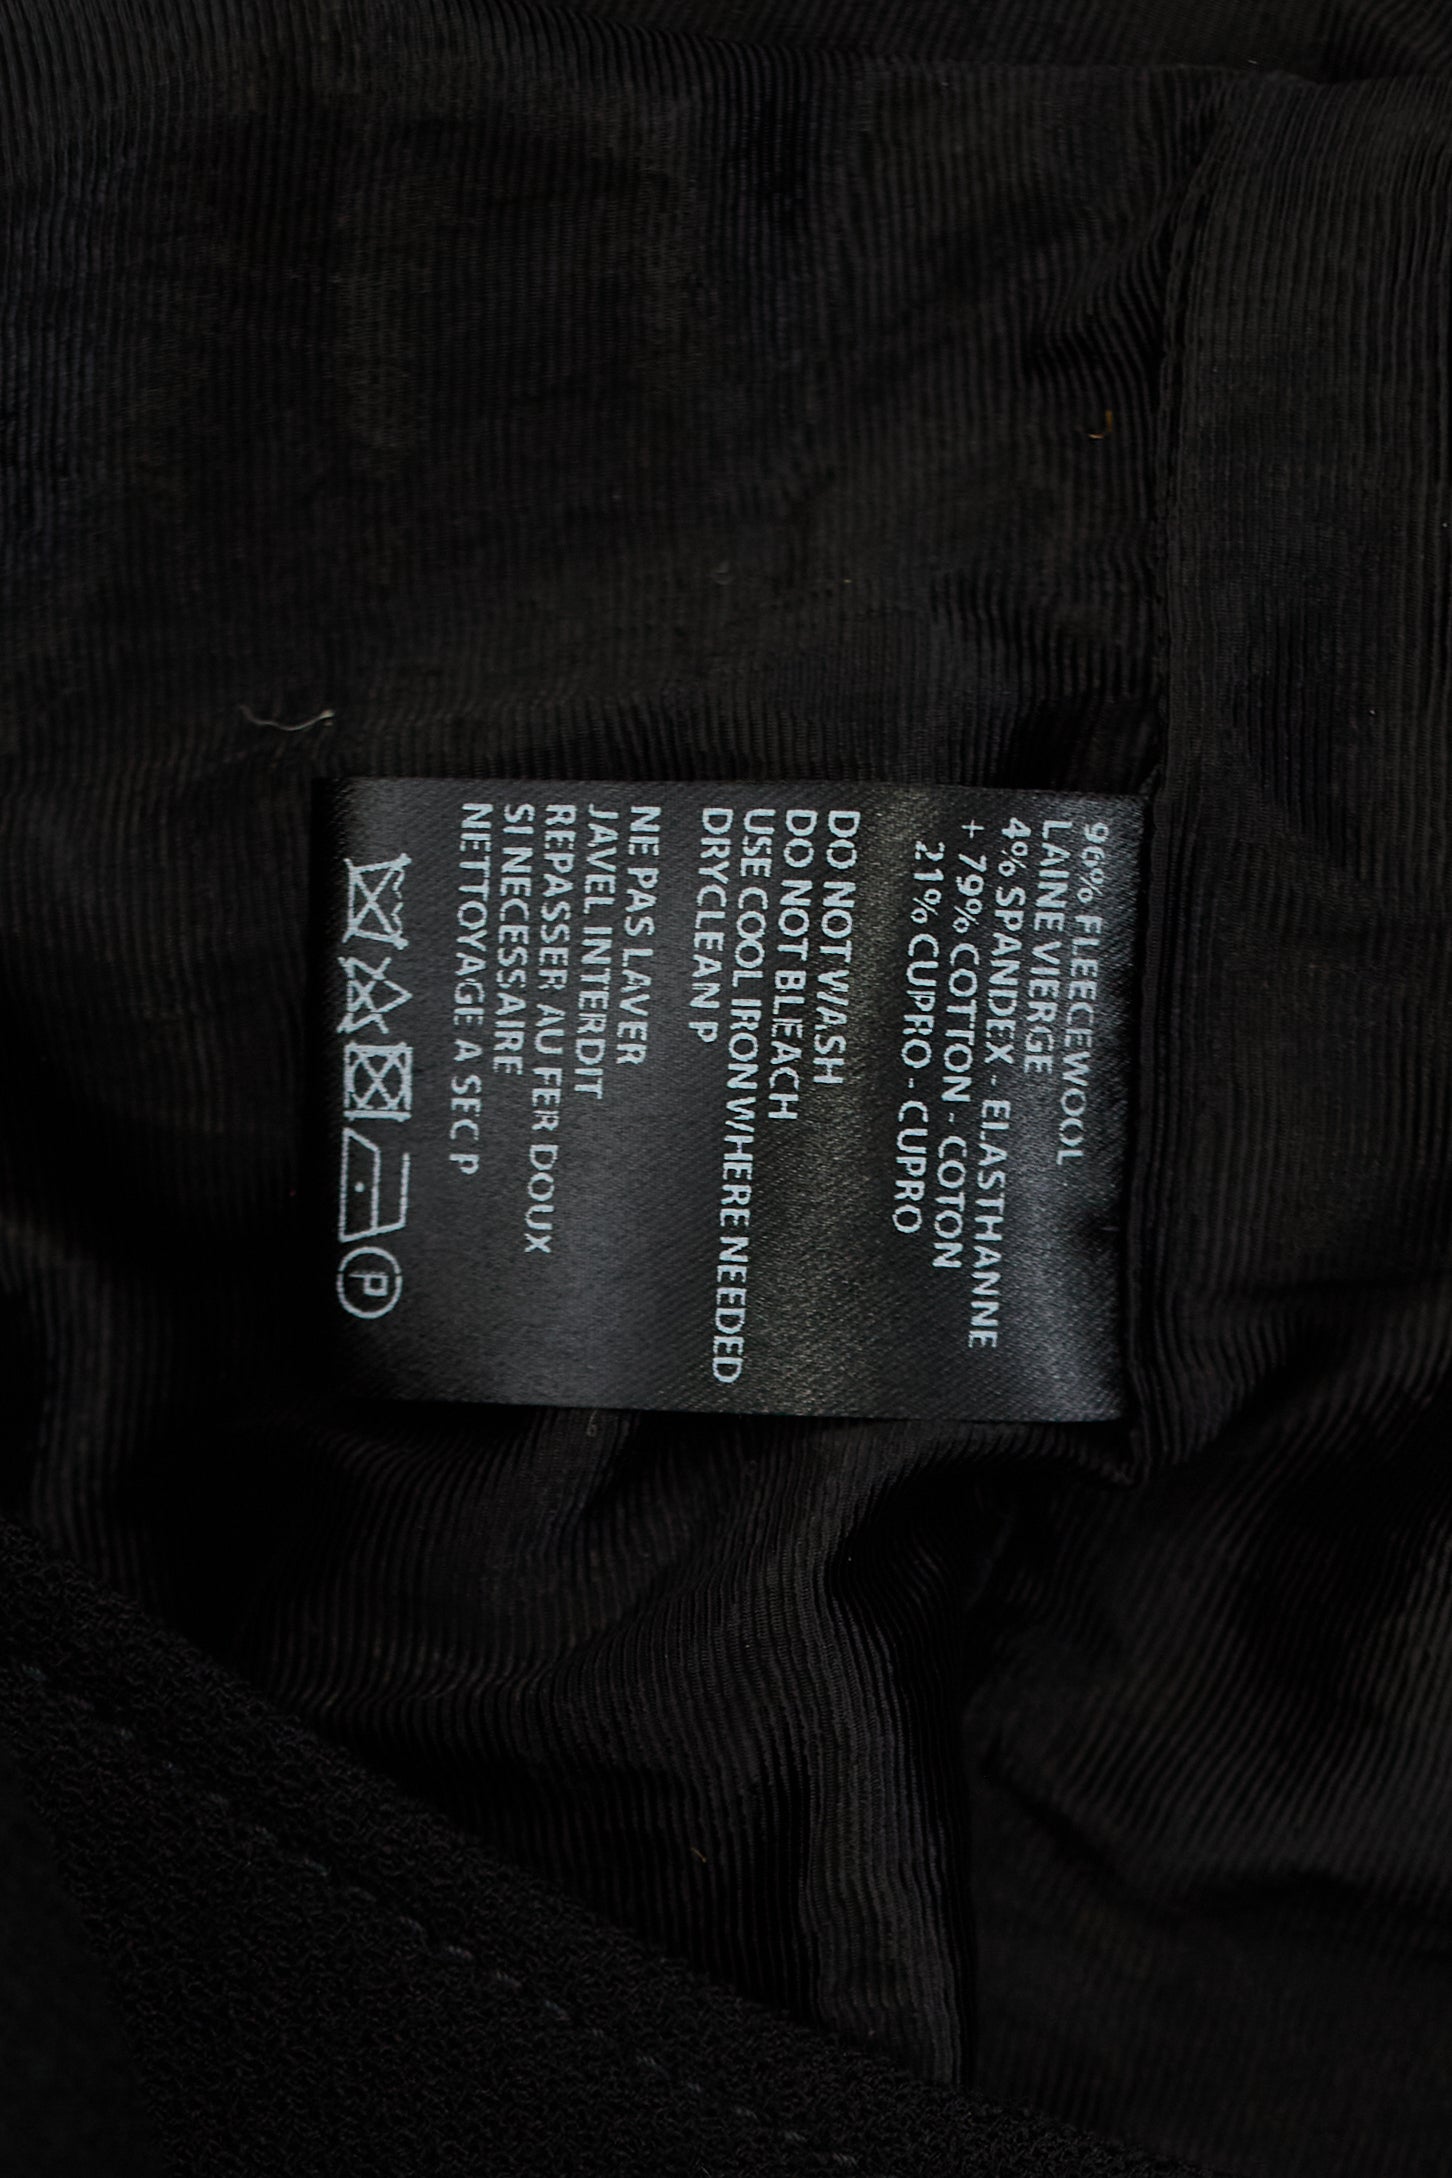 96% FLEECEWOOL
LAINE VIERGE
4% SPANDEX - ELASTHANNE
+ 79% COTTON - COTON
21% CUPRO - CUPRO
DO NOT WASH
DO NOT BLEACH
USE COOL IRON WHERE NEEDED
DRYCLEAN P
NE PAS LAVER
JAVEL INTERDIT
REPASSER AU FER DOUX
SI NECESSAIRE
NETTOYAGE A SEC P
P